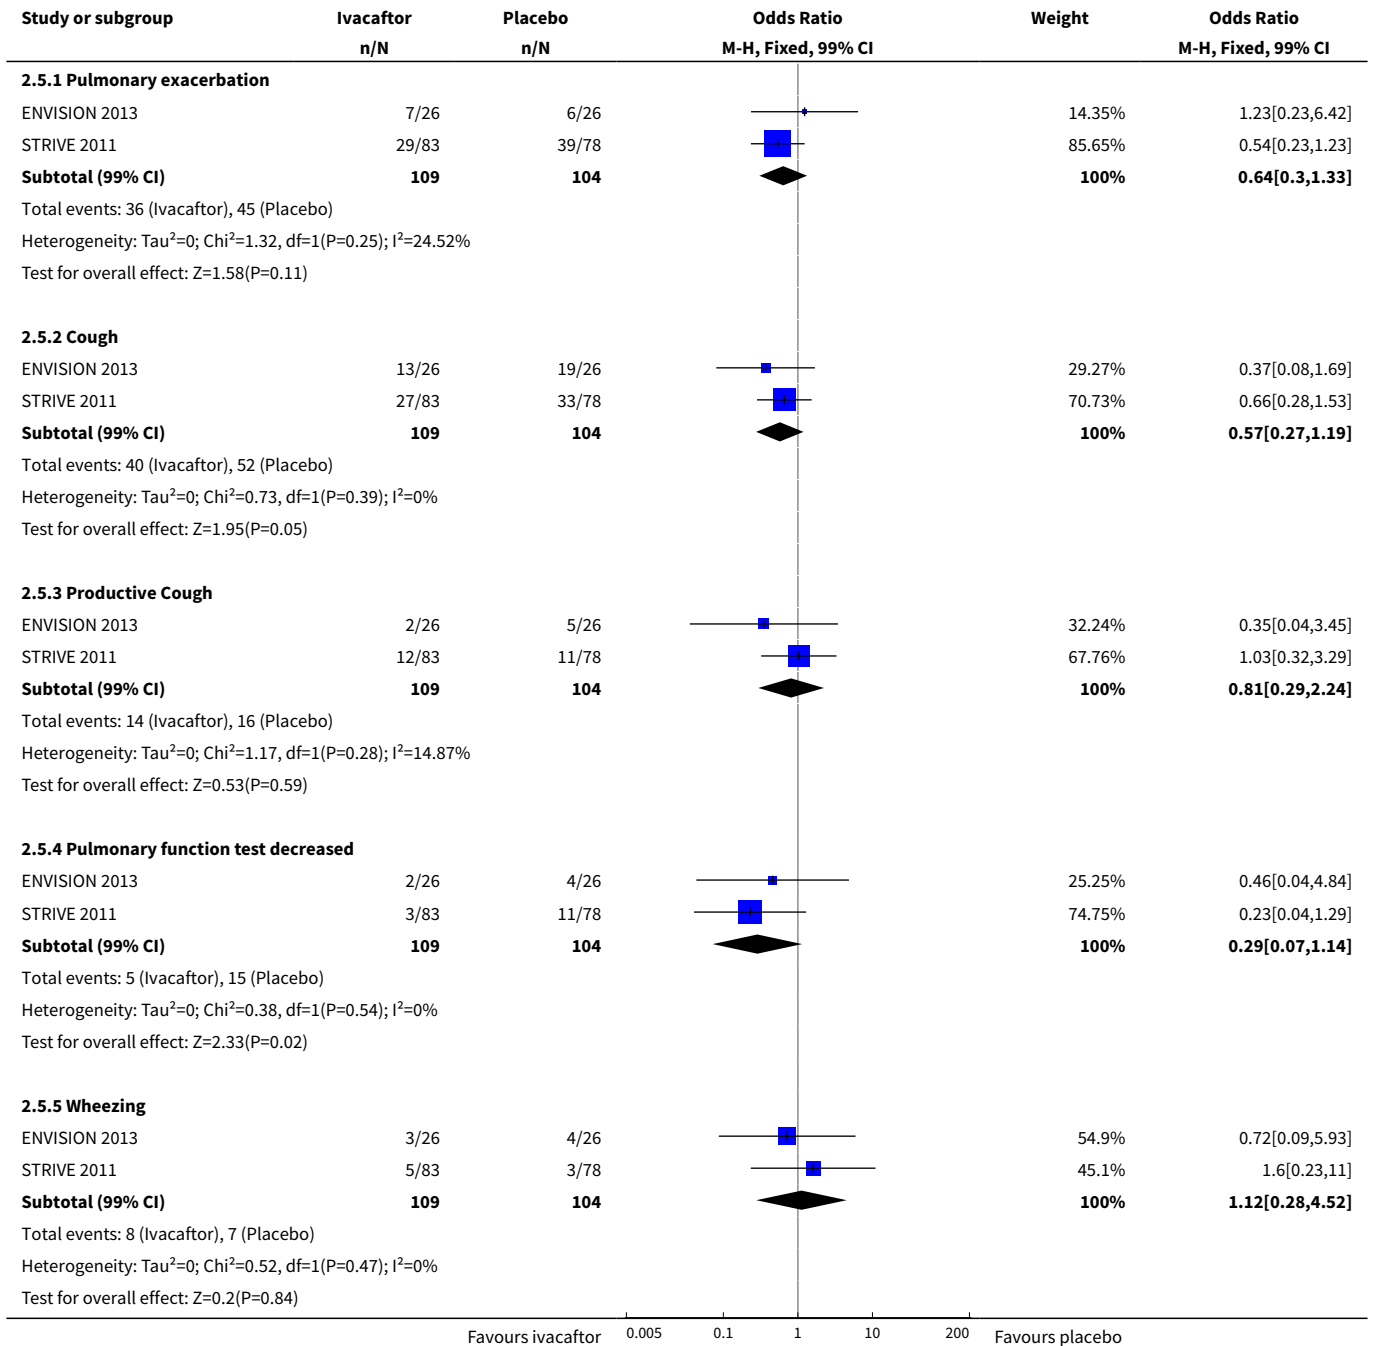 Study or subgroup Ivacaftor Placebo Odds Ratio Weight Odds Ratio
n/N n/N M-H, Fixed, 99% CI M-H, Fixed, 99% CI
2.5.1 Pulmonary exacerbation
ENVISION 2013 7/26 6/26 14.35% 1.23[0.23,6.42]
STRIVE 2011 29/83 39/78 85.65% 0.54[0.23,1.23]
Subtotal (99% CI) 109 104 100% 0.64[0.3,1.33]
Total events: 36 (Ivacaftor), 45 (Placebo)
Heterogeneity: Tau²=0; Chi²=1.32, df=1(P=0.25); I²=24.52%
Test for overall effect: Z=1.58(P=0.11)
2.5.2 Cough
ENVISION 2013 13/26 19/26 29.27% 0.37[0.08,1.69]
STRIVE 2011 27/83 33/78 70.73% 0.66[0.28,1.53]
Subtotal (99% CI) 109 104 100% 0.57[0.27,1.19]
Total events: 40 (Ivacaftor), 52 (Placebo)
Heterogeneity: Tau²=0; Chi²=0.73, df=1(P=0.39); I²=0%
Test for overall effect: Z=1.95(P=0.05)
2.5.3 Productive Cough
ENVISION 2013 2/26 5/26 32.24% 0.35[0.04,3.45]
STRIVE 2011 12/83 11/78 67.76% 1.03[0.32,3.29]
Subtotal (99% CI) 109 104 100% 0.81[0.29,2.24]
Total events: 14 (Ivacaftor), 16 (Placebo)
Heterogeneity: Tau²=0; Chi²=1.17, df=1(P=0.28); I²=14.87%
Test for overall effect: Z=0.53(P=0.59)
2.5.4 Pulmonary function test decreased
ENVISION 2013 2/26 4/26 25.25% 0.46[0.04,4.84]
STRIVE 2011 3/83 11/78 74.75% 0.23[0.04,1.29]
Subtotal (99% CI) 109 104 100% 0.29[0.07,1.14]
Total events: 5 (Ivacaftor), 15 (Placebo)
Heterogeneity: Tau²=0; Chi²=0.38, df=1(P=0.54); I²=0%
Test for overall effect: Z=2.33(P=0.02)
2.5.5 Wheezing
ENVISION 2013 3/26 4/26 54.9% 0.72[0.09,5.93]
STRIVE 2011 5/83 3/78 45.1% 1.6[0.23,11]
Subtotal (99% CI) 109 104 100% 1.12[0.28,4.52]
Total events: 8 (Ivacaftor), 7 (Placebo)
Heterogeneity: Tau²=0; Chi²=0.52, df=1(P=0.47); I²=0%
Test for overall effect: Z=0.2(P=0.84)
Favours ivacaftor 0.005 0.1 1 10 200 Favours placebo